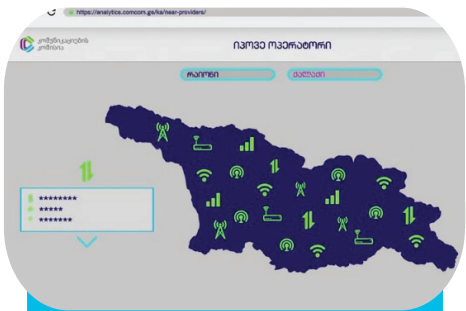 https://analytics.comcom.ge/ka/near-providers/
კომუნიკაციების
კომისია
იპოვე ოპერატორი
რაიონი
ქალაქი
********
*****
*******